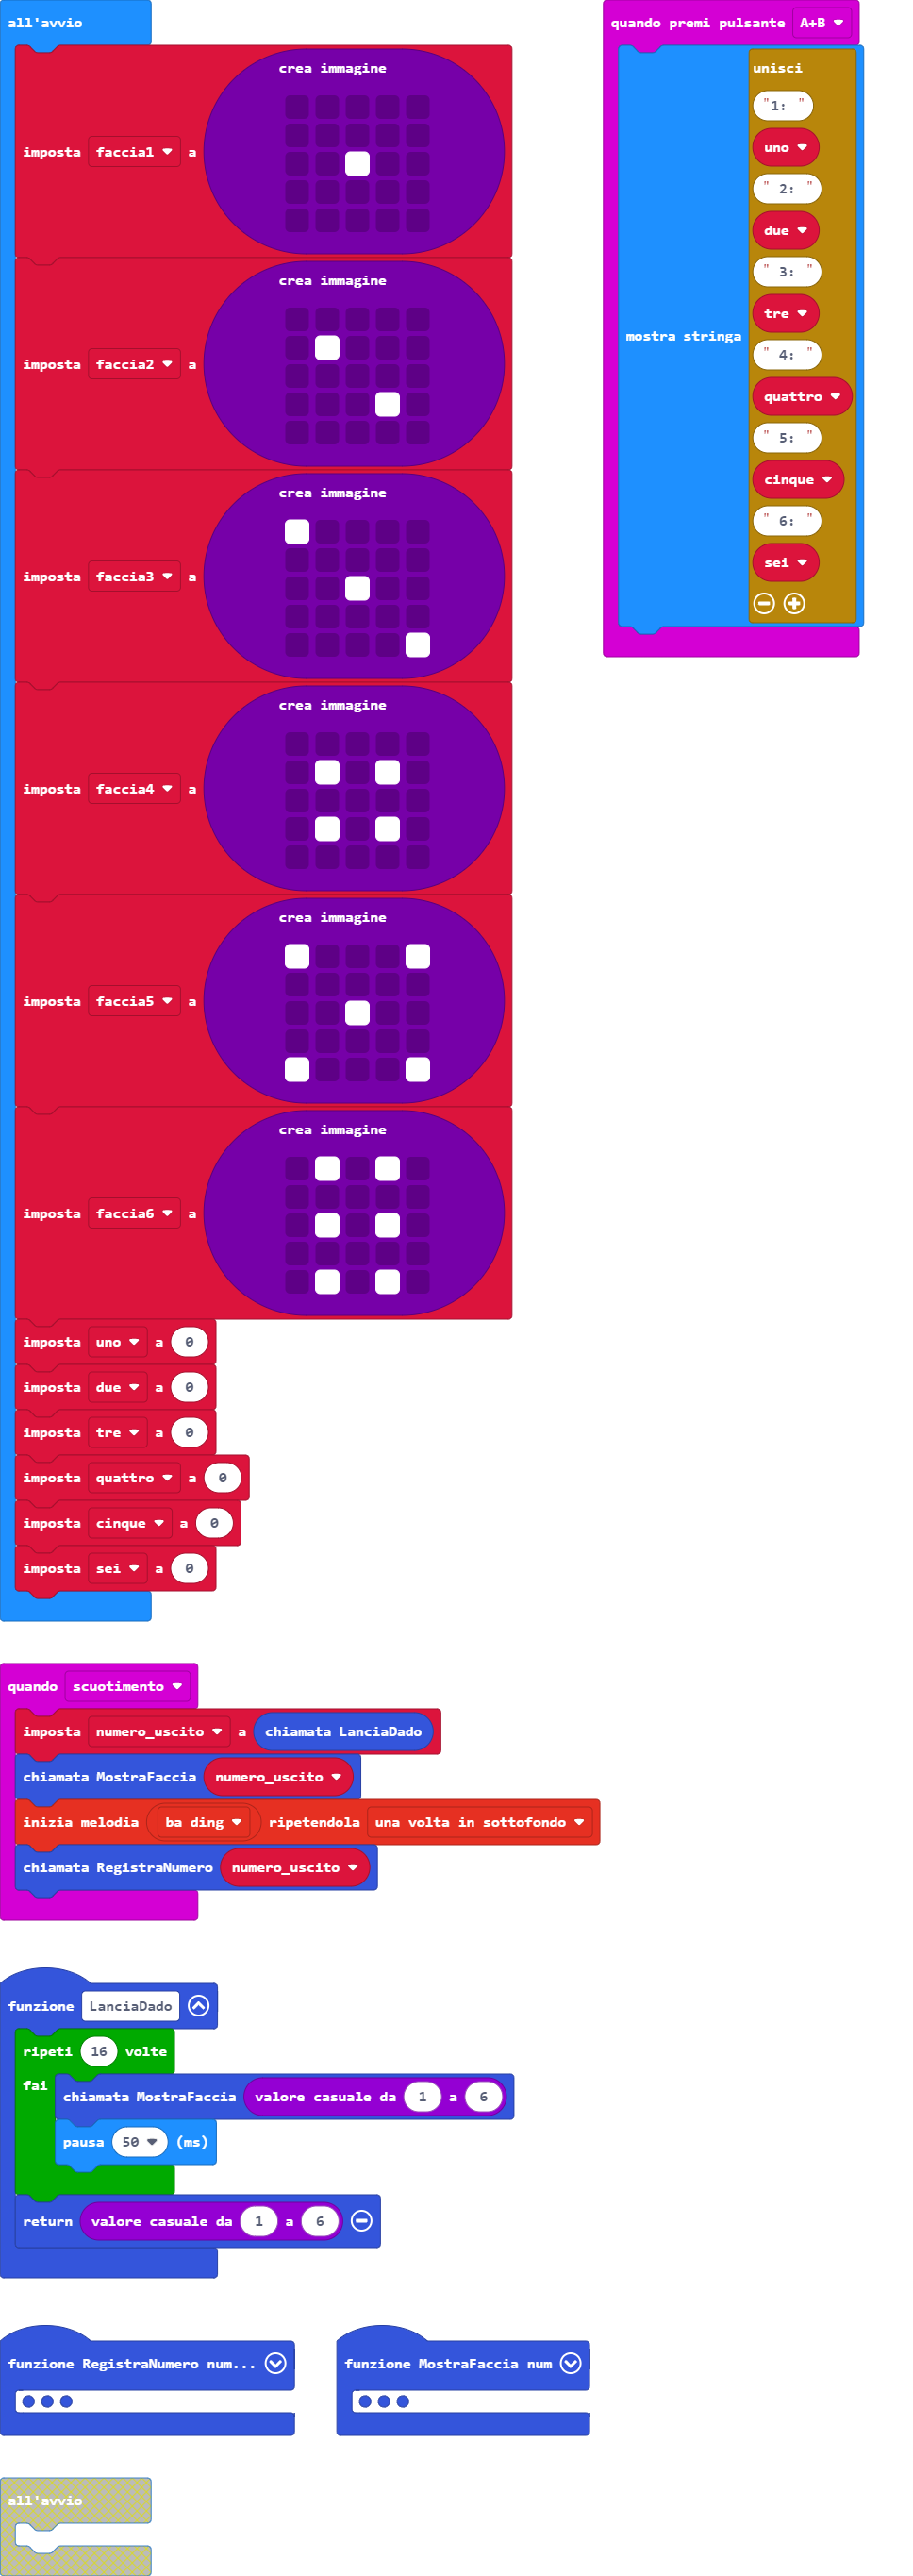 all'avvio
crea immagine
imposta faccia1 a
crea immagine
imposta faccia2 a
crea immagine
imposta faccia3 a
crea immagine
imposta faccia4 a
crea immagine
imposta faccia5 a
crea immagine
imposta faccia6 a
imposta uno a 0
imposta due a 0
imposta tre a 0
imposta quattro a 0
imposta cinque a 0
imposta sei a 0
quando premi pulsante A+B
mostra stringa
unisci
"1: "
uno
" 2: "
due
" 3: "
tre
" 4: "
quattro
" 5: "
cinque
" 6: "
sei
quando scuotimento
imposta numero_uscito a chiamata LanciaDado
chiamata MostraFaccia numero_uscito
inizia melodia ba ding ripetendola una volta in sottofondo
chiamata RegistraNumero numero_uscito
funzione LanciaDado
ripeti 16 volte
fai
chiamata MostraFaccia valore casuale da 1 a 6
pausa 50 (ms)
return valore casuale da 1 a 6
funzione RegistraNumero num...
funzione MostraFaccia num
all'avvio